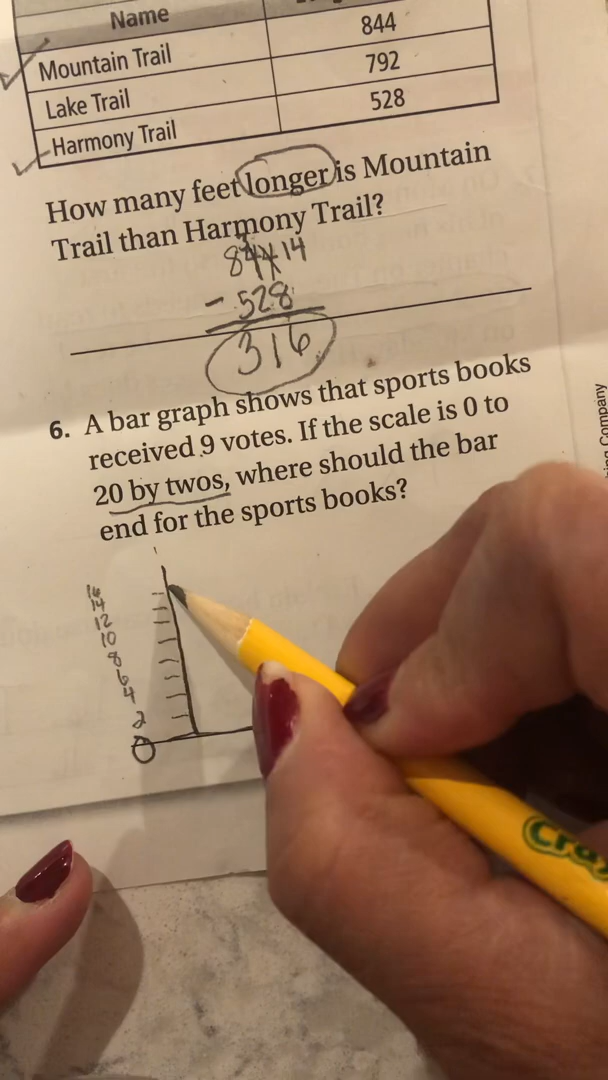 Name
Mountain Trail 844
Lake Trail 792
Harmony Trail 528
How many feet longer is Mountain
Trail than Harmony Trail?
844 14
- 528
316
6. A bar graph shows that sports books
received 9 votes. If the scale is 0 to
20 by twos, where should the bar
end for the sports books?
16
14
12
10
8
6
4
2
0
Company